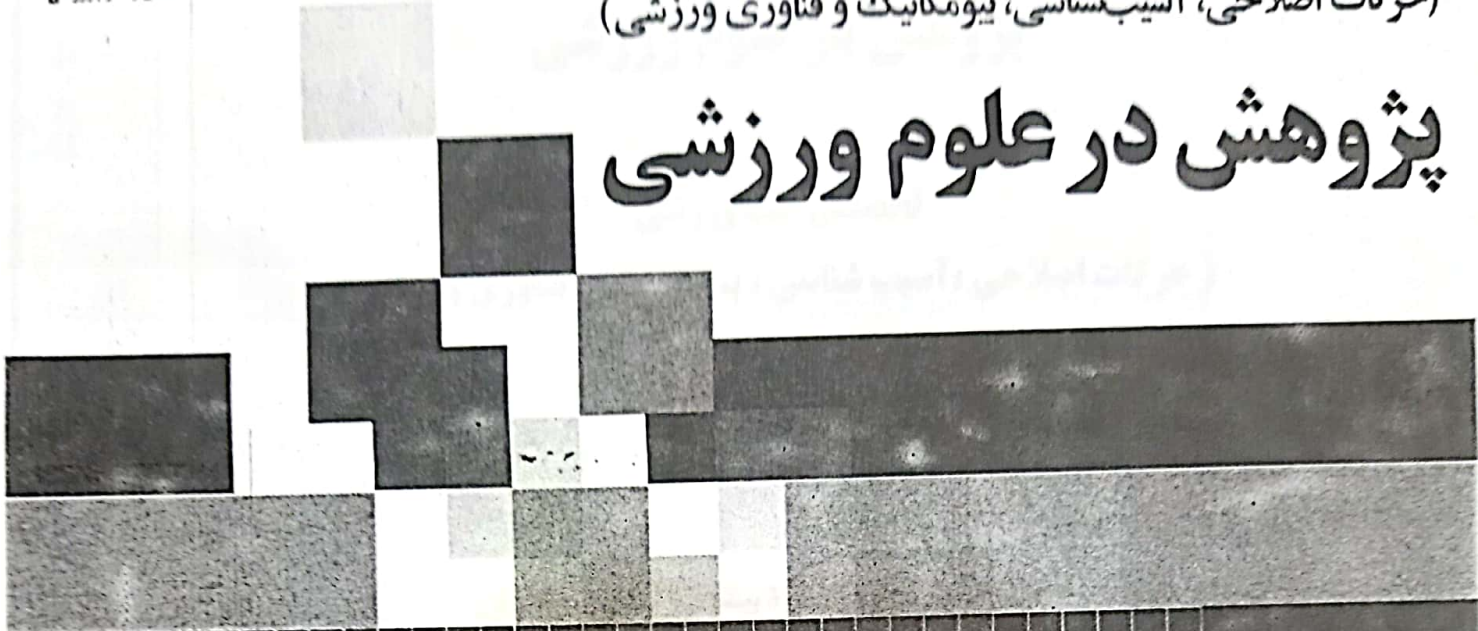 (حرکات اصلاحی، آسیب‌شناسی، بیومکانیک و فناوری ورزشی)
پژوهش در علوم ورزشی